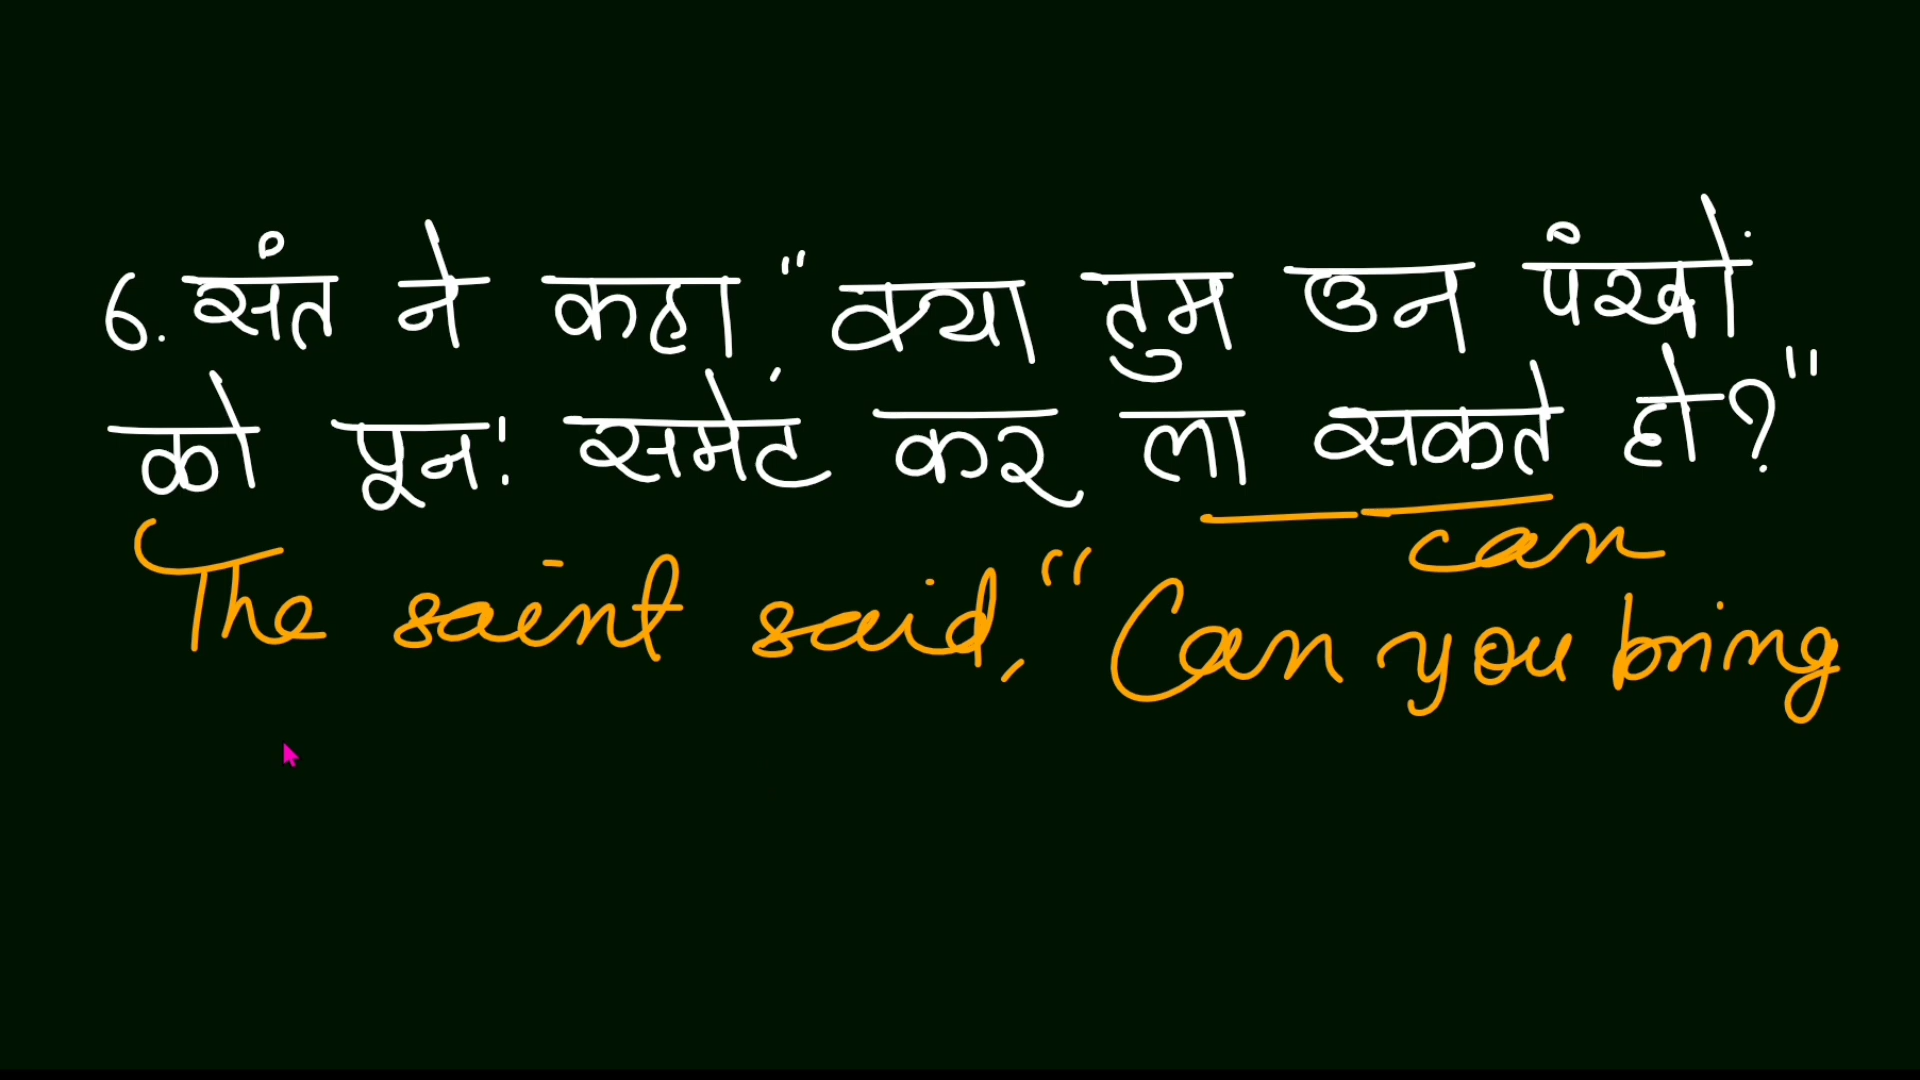 6. संत ने कहा "क्या तुम उन पंखों
को पून: समेट कर ला सकते हो?"
can
The saint said, "Can you bring